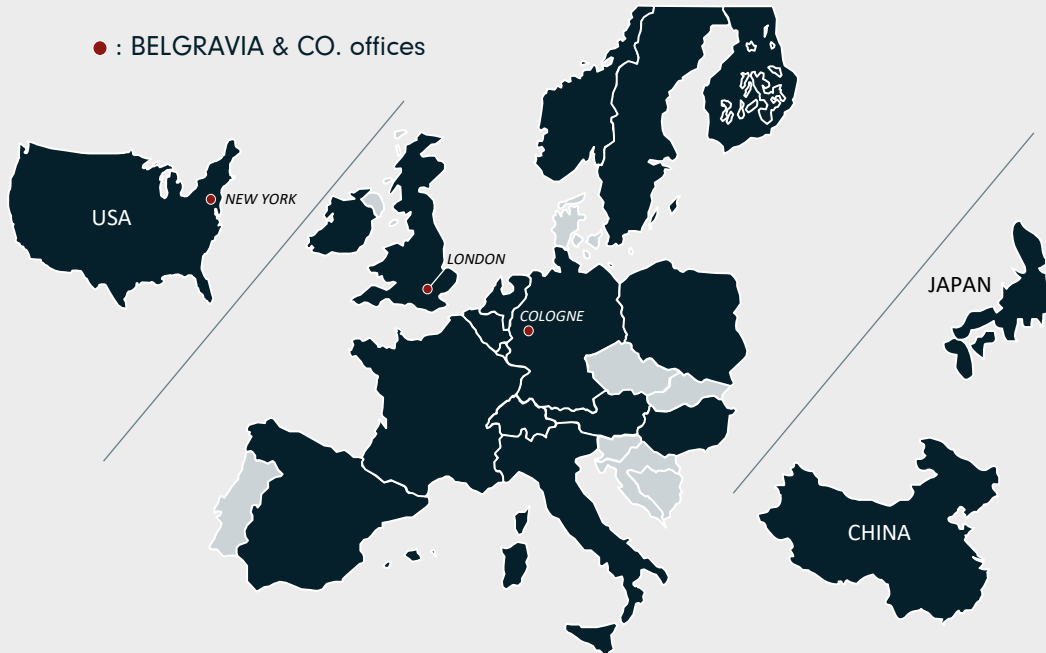 : BELGRAVIA & CO. offices
USA
NEW YORK
LONDON
COLOGNE
JAPAN
CHINA